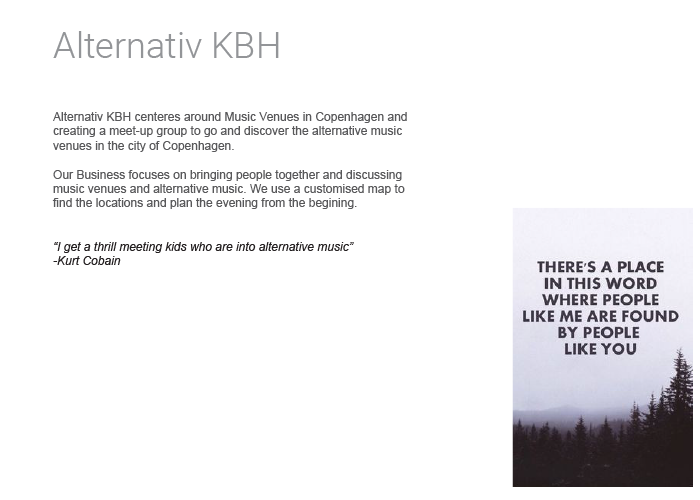 Alternativ KBH
Alternativ KBH centeres around Music Venues in Copenhagen and
creating a meet-up group to go and discover the alternative music
venues in the city of Copenhagen.
Our Business focuses on bringing people together and discussing
music venues and alternative music. We use a customised map to
find the locations and plan the evening from the begining.
“I get a thrill meeting kids who are into alternative music”
-Kurt Cobain
THERE'S A PLACE
IN THIS WORD
WHERE PEOPLE
LIKE ME ARE FOUND
BY PEOPLE
LIKE YOU